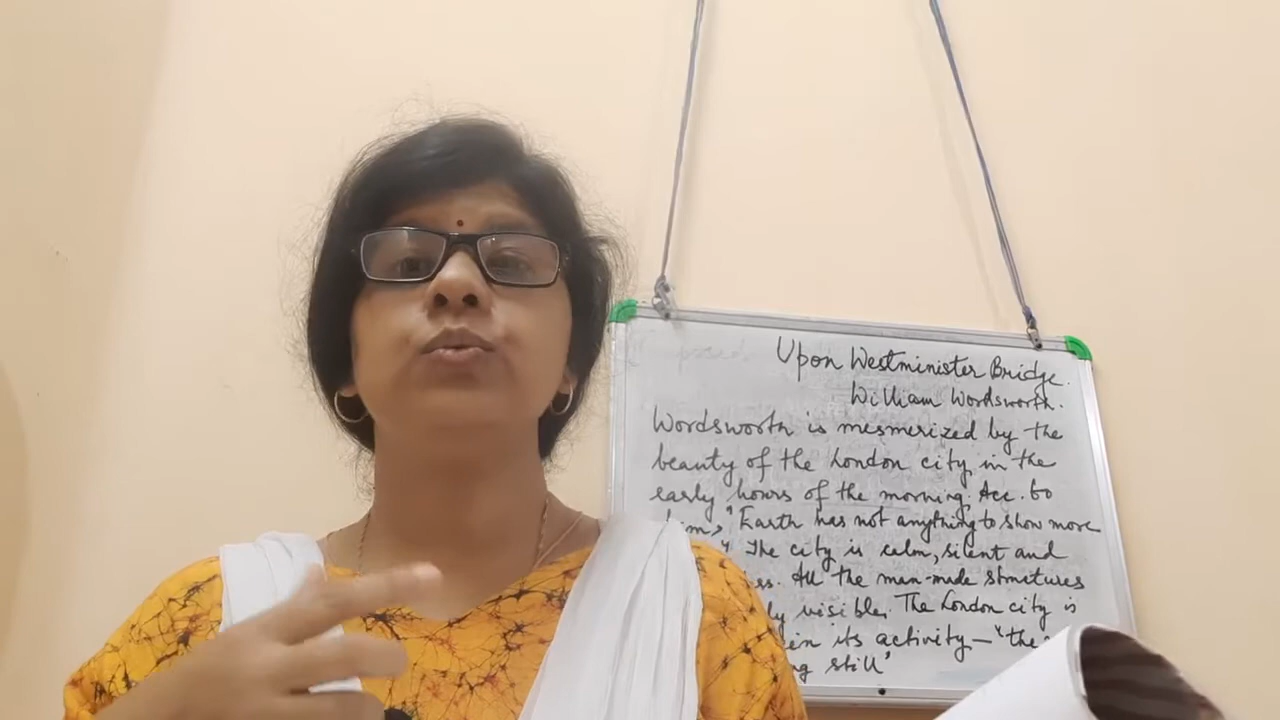 Upon Westminister Bridge.
William Wordsworth.
Wordsworth is mesmerized by the
beauty of the London city, in the
early hours of the morning. Acc. to
"Earth has not anything to show more
The city is calm, silent and
All the man-made structures
visible. The London city is
in its activity — "the
still"